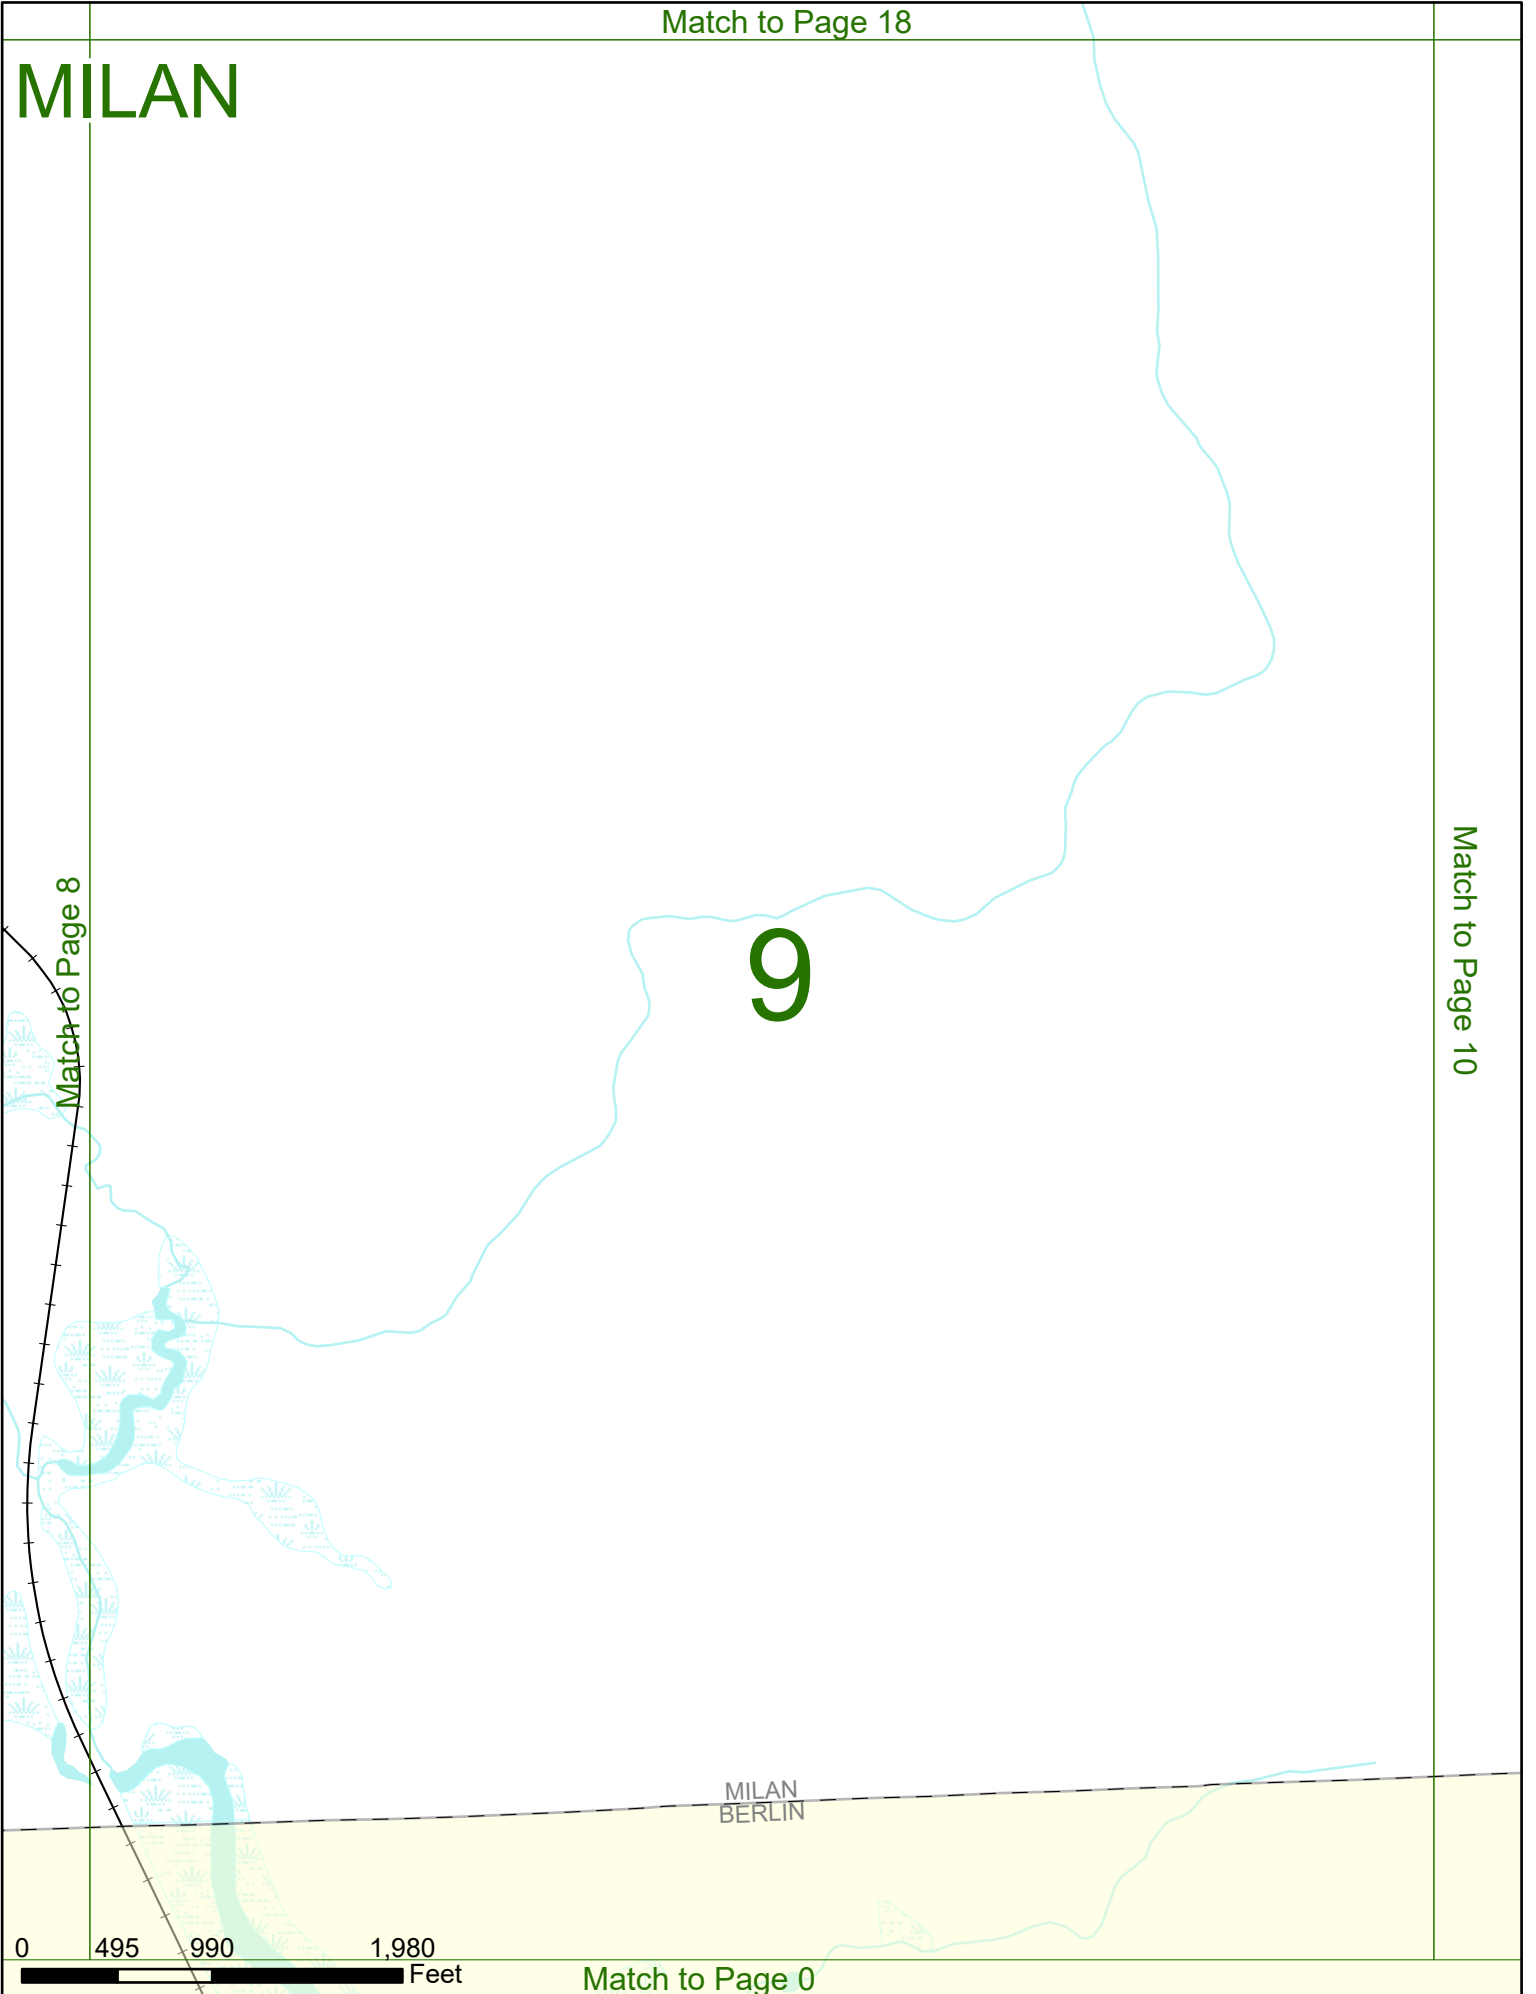 Match to Page 18
MILAN
Match to Page 8
9
Match to Page 10
MILAN
BERLIN
0 495 990 1,980
Feet
Match to Page 0